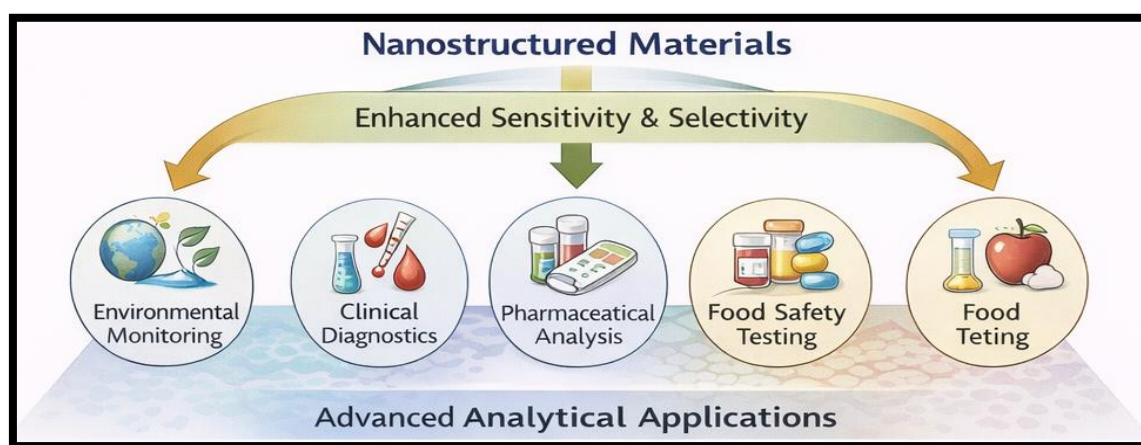 Nanostructured Materials
Enhanced Sensitivity & Selectivity
Environmental
Monitoring
Clinical
Diagnostics
Pharmaceatical
Analysis
Food Safety
Testing
Food
Teting
Advanced Analytical Applications